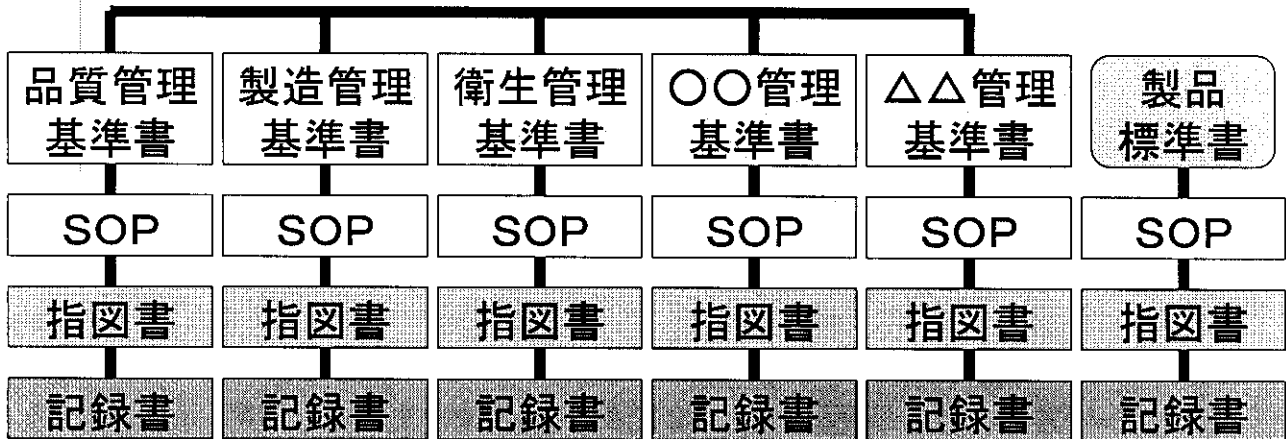 品質管理
基準書
製造管理
基準書
衛生管理
基準書
○○管理
基準書
△△管理
基準書
製品
標準書
SOP
SOP
SOP
SOP
SOP
SOP
指図書
指図書
指図書
指図書
指図書
指図書
記録書
記録書
記録書
記録書
記録書
記録書